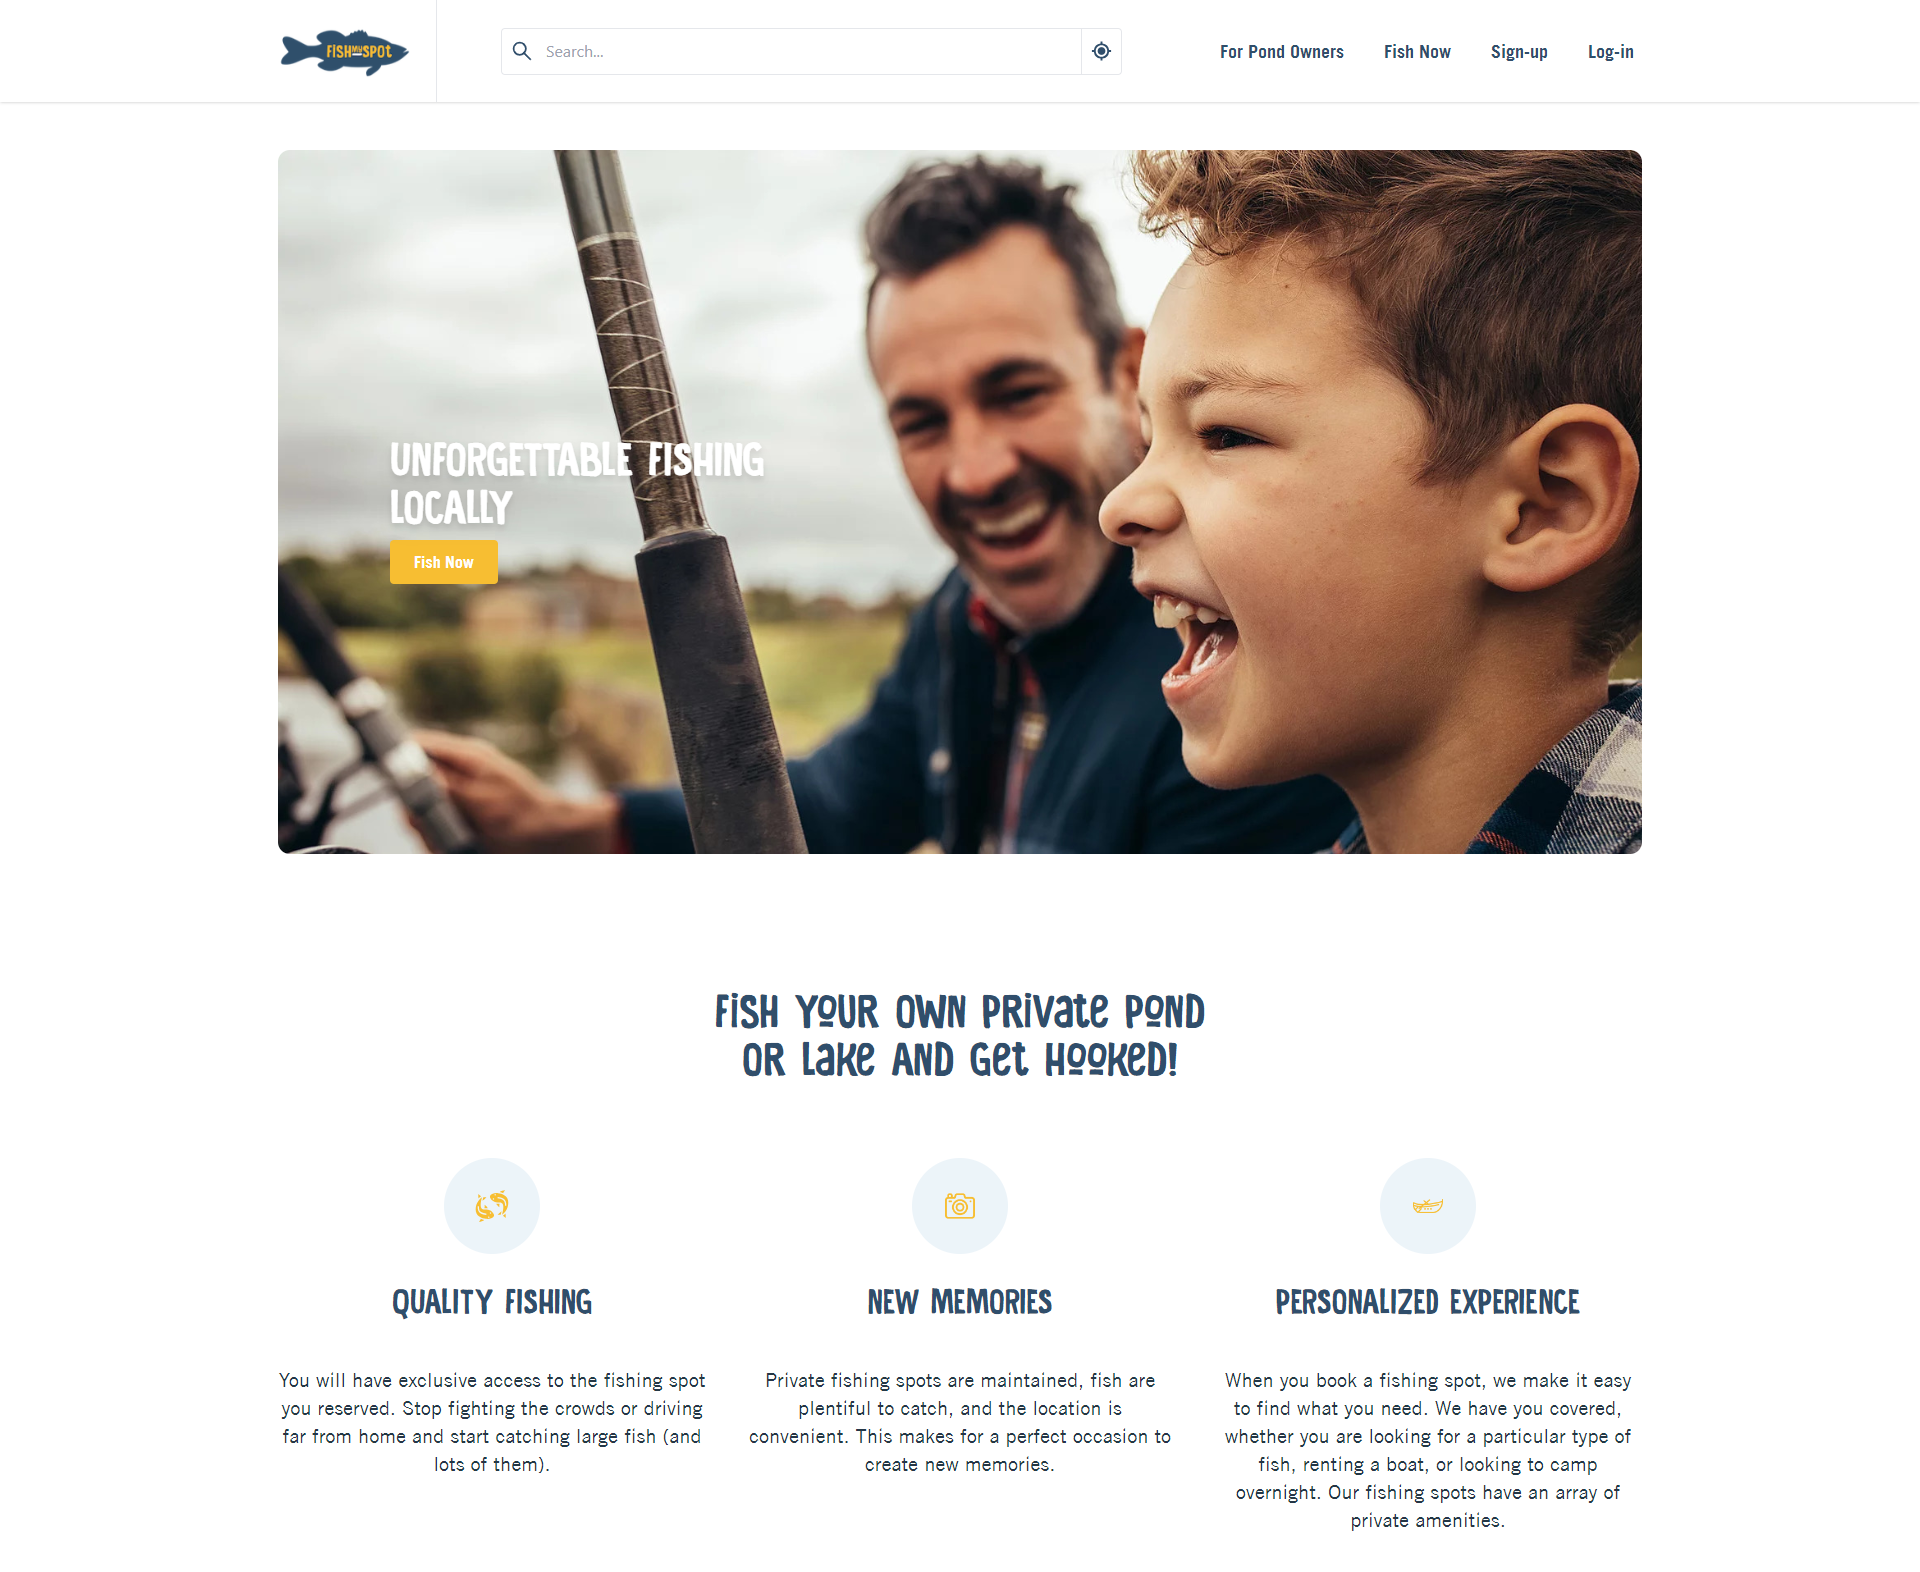 FISH MY SPOT
Search...
For Pond Owners
Fish Now
Sign-up
Log-in
UNFORGETTABLE FISHING
LOCALLY
Fish Now
FiSH YoUR OWN PRivate PoND
OR Lake AND Get HookeD!
QUALITY FISHING
You will have exclusive access to the fishing spot
you reserved. Stop fighting the crowds or driving
far from home and start catching large fish (and
lots of them).
NEW MEMORIES
Private fishing spots are maintained, fish are
plentiful to catch, and the location is
convenient. This makes for a perfect occasion to
create new memories.
PERSONALIZED EXPERIENCE
When you book a fishing spot, we make it easy
to find what you need. We have you covered,
whether you are looking for a particular type of
fish, renting a boat, or looking to camp
overnight. Our fishing spots have an array of
private amenities.